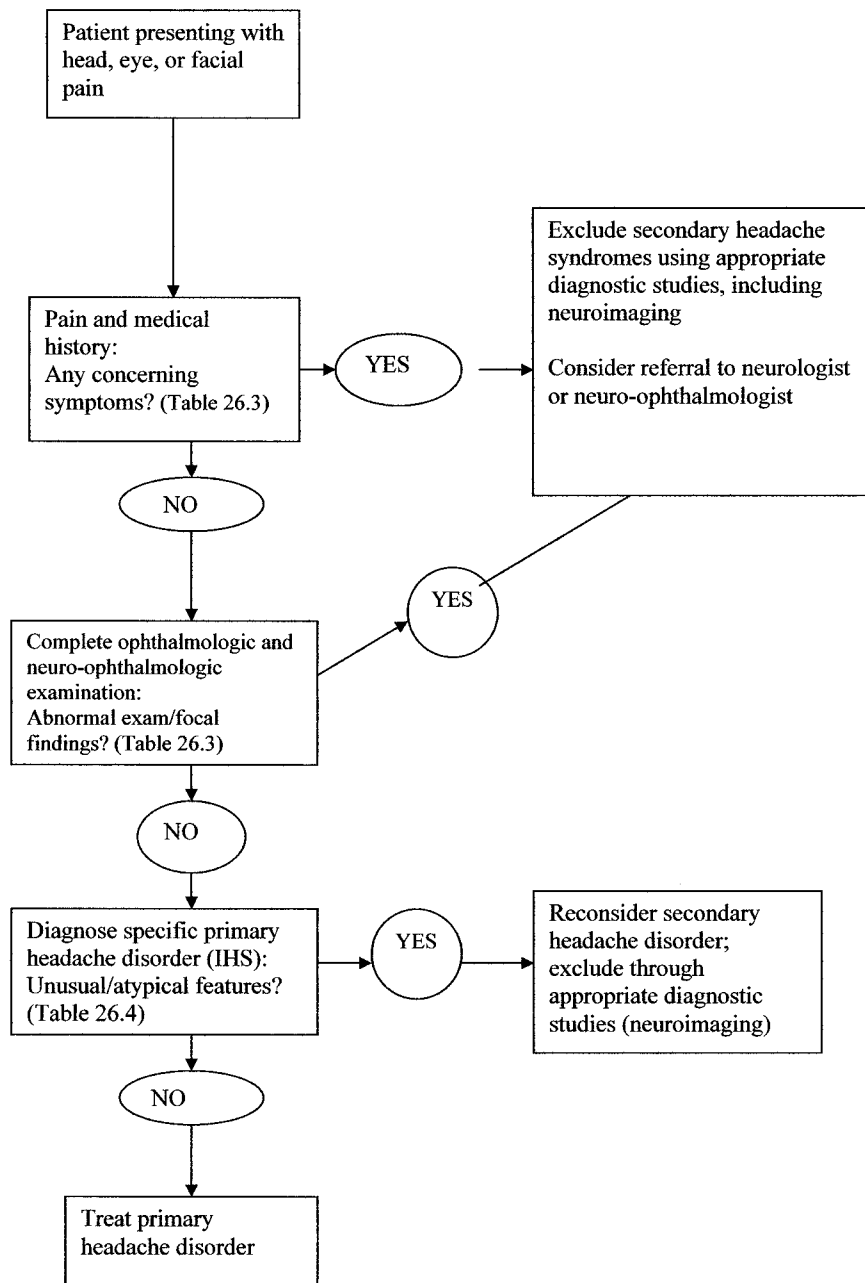 Patient presenting with
head, eye, or facial
pain
Pain and medical
history:
Any concerning
symptoms? (Table 26.3)
YES
Exclude secondary headache
syndromes using appropriate
diagnostic studies, including
neuroimaging
Consider referral to neurologist
or neuro-ophthalmologist
NO
Complete ophthalmologic and
neuro-ophthalmologic
examination:
Abnormal exam/focal
findings? (Table 26.3)
YES
NO
Diagnose specific primary
headache disorder (IHS):
Unusual/atypical features?
(Table 26.4)
YES
Reconsider secondary
headache disorder;
exclude through
appropriate diagnostic
studies (neuroimaging)
NO
Treat primary
headache disorder